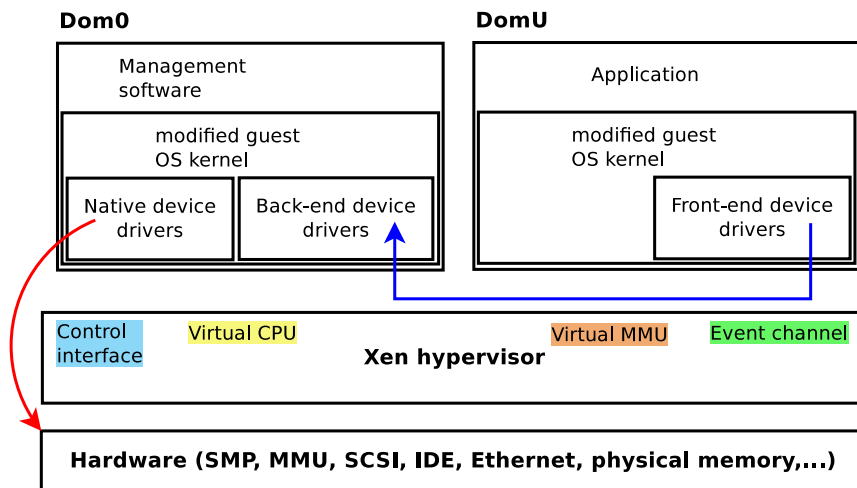 Dom0
DomU
Management
software
Application
modified guest
OS kernel
modified guest
OS kernel
Native device
drivers
Back-end device
drivers
Front-end device
drivers
Control
interface
Virtual CPU
Virtual MMU
Event channel
Xen hypervisor
Hardware (SMP, MMU, SCSI, IDE, Ethernet, physical memory,...)